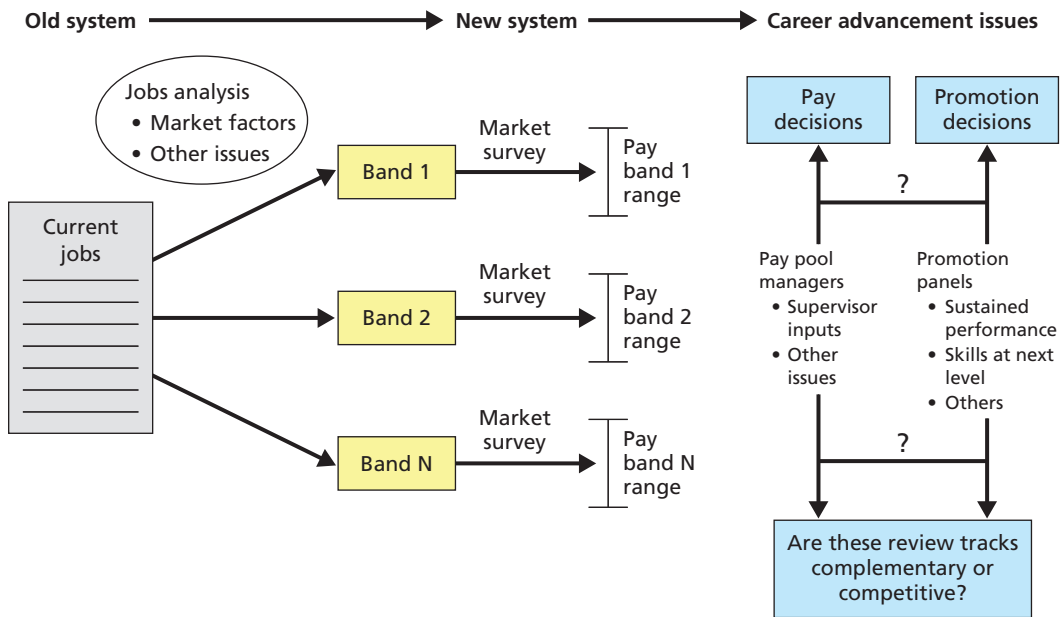 Old system
New system
Career advancement issues
Jobs analysis
• Market factors
• Other issues
Current
jobs
Band 1
Market
survey
Pay
band 1
range
Band 2
Market
survey
Pay
band 2
range
Band N
Market
survey
Pay
band N
range
Pay
decisions
Promotion
decisions
?
Pay pool
managers
• Supervisor
inputs
• Other
issues
Promotion
panels
• Sustained
performance
• Skills at next
level
• Others
?
Are these review tracks
complementary or
competitive?